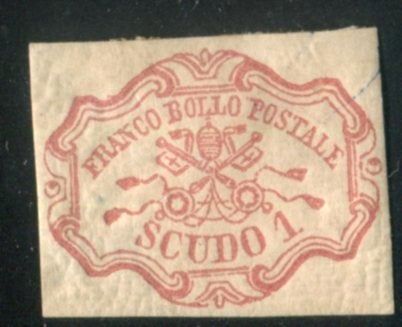 FRANCO BOLLO POSTALE
SCUDO 1